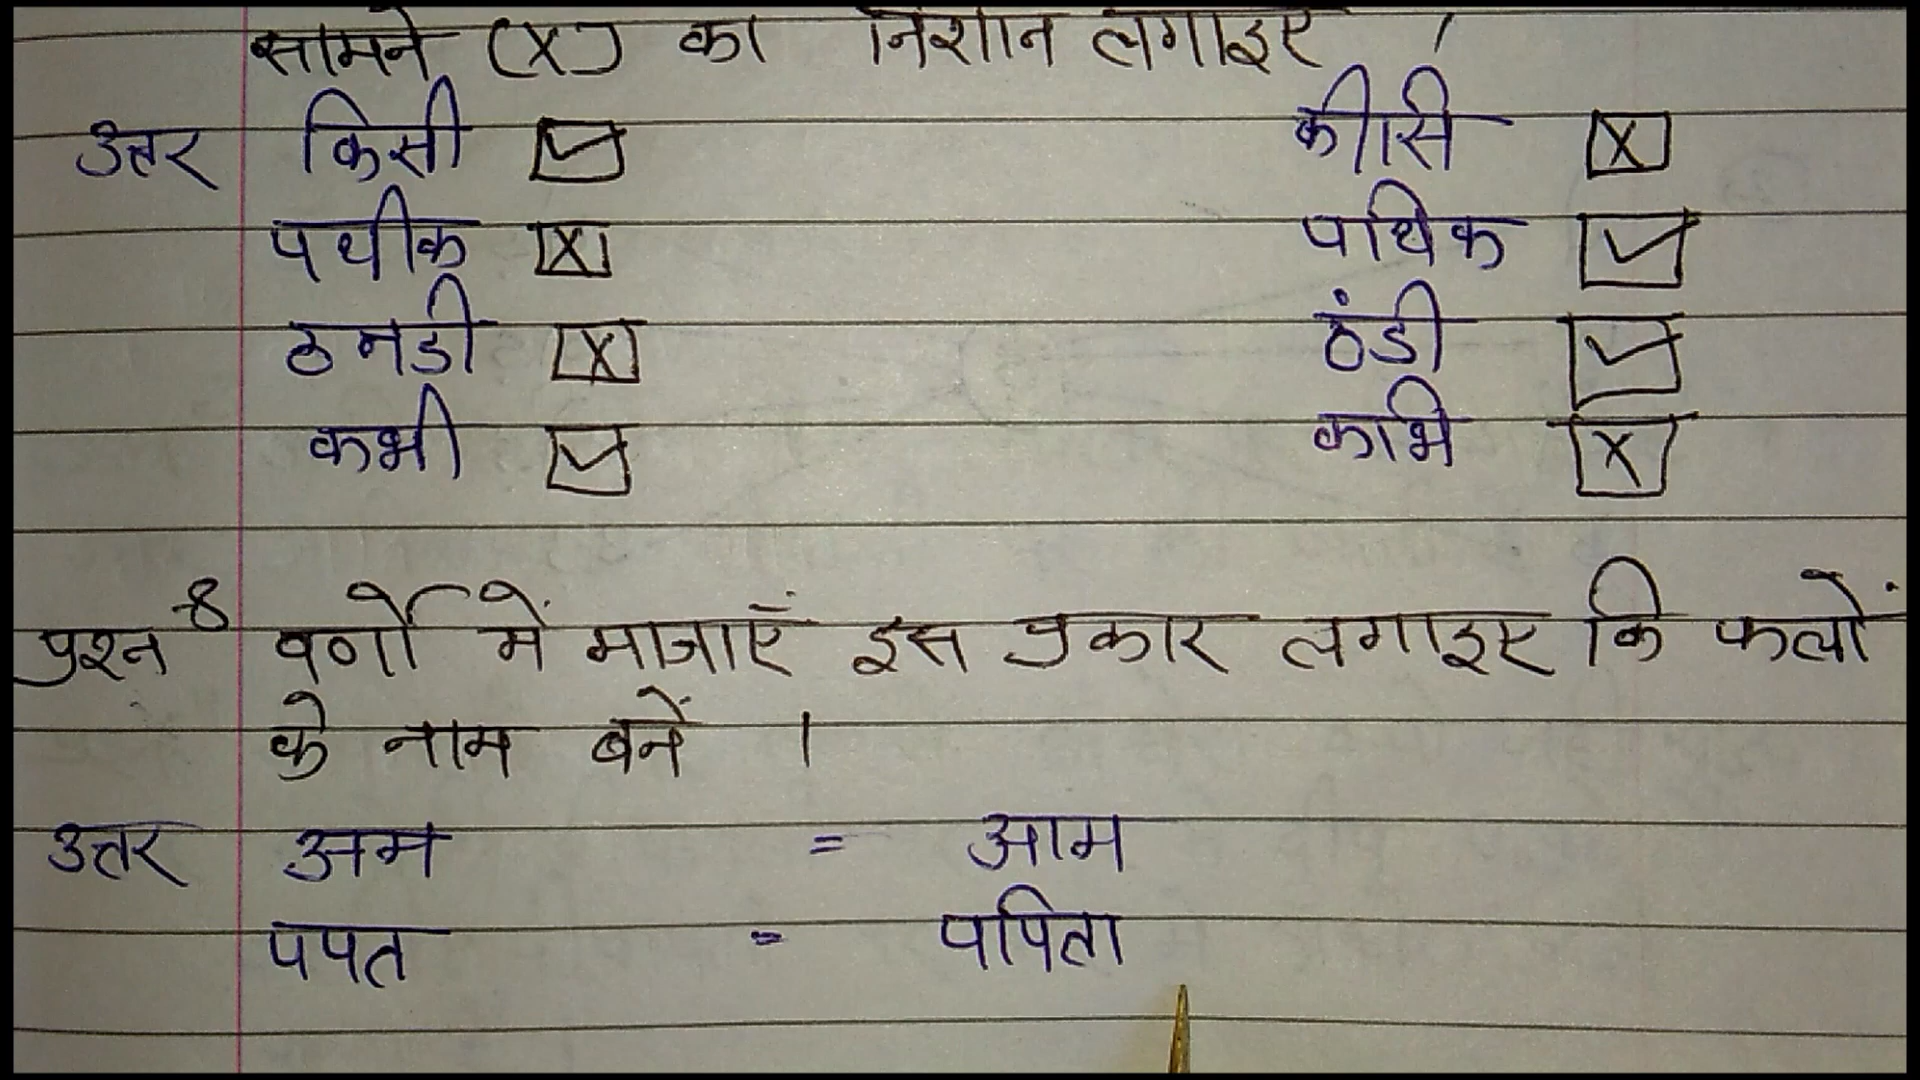 सामने (X) का निशान लगाइए ।
उत्तर किसी ☑ कीसि ☒
पथीक ☒ पथिक ☑
ठनडी ☒ ठंडी ☑
कभी ☑ कभि ☒
प्रश्न 8 वर्णों में मात्राएँ इस प्रकार लगाइए कि फलों
के नाम बनें ।
उत्तर अम = आम
पपत = पपिता